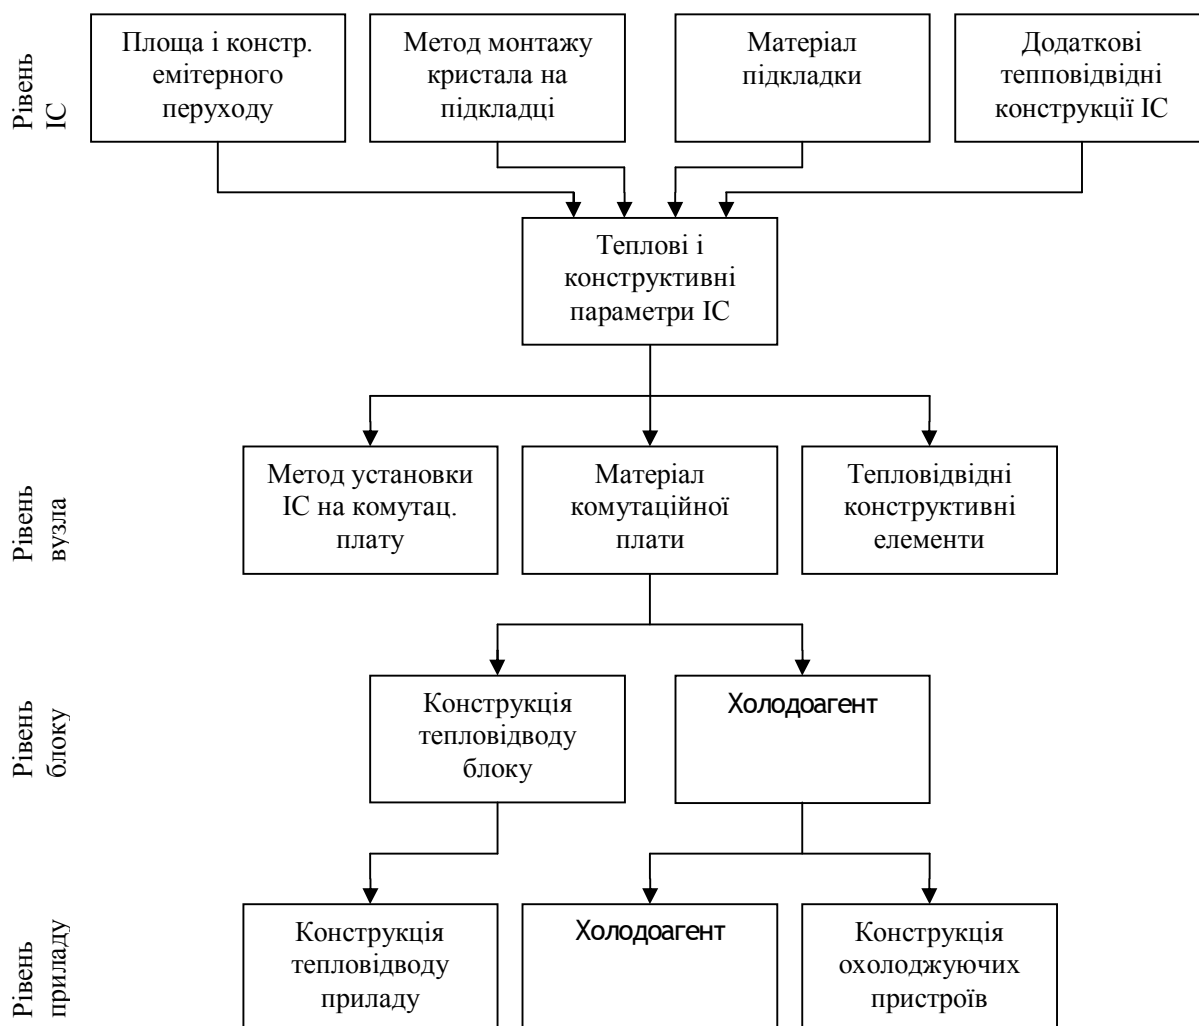 Рівень
ІС
Площа і констр.
емітерного
перуходу
Метод монтажу
кристала на
підкладці
Матеріал
підкладки
Додаткові
тепповідвідні
конструкції ІС
Теплові і
конструктивні
параметри ІС
Рівень
вузла
Метод установки
ІС на комутац.
плату
Матеріал
комутаційної
плати
Тепловідвідні
конструктивні
елементи
Рівень
блоку
Конструкція
тепловідводу
блоку
Холодоагент
Рівень
приладу
Конструкція
тепловідводу
приладу
Холодоагент
Конструкція
охолоджуючих
пристроїв